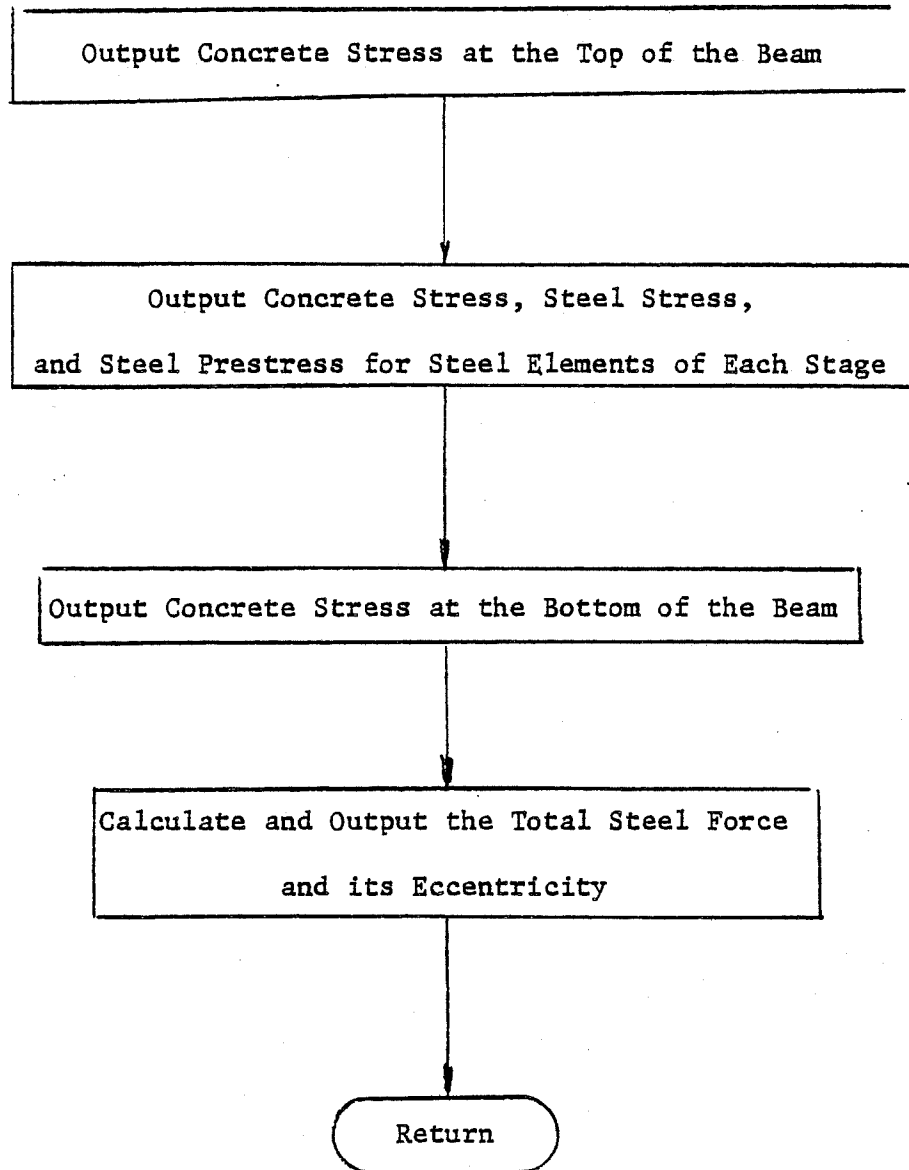 Output Concrete Stress at the Top of the Beam
Output Concrete Stress, Steel Stress,
and Steel Prestress for Steel Elements of Each Stage
Output Concrete Stress at the Bottom of the Beam
Calculate and Output the Total Steel Force
and its Eccentricity
Return